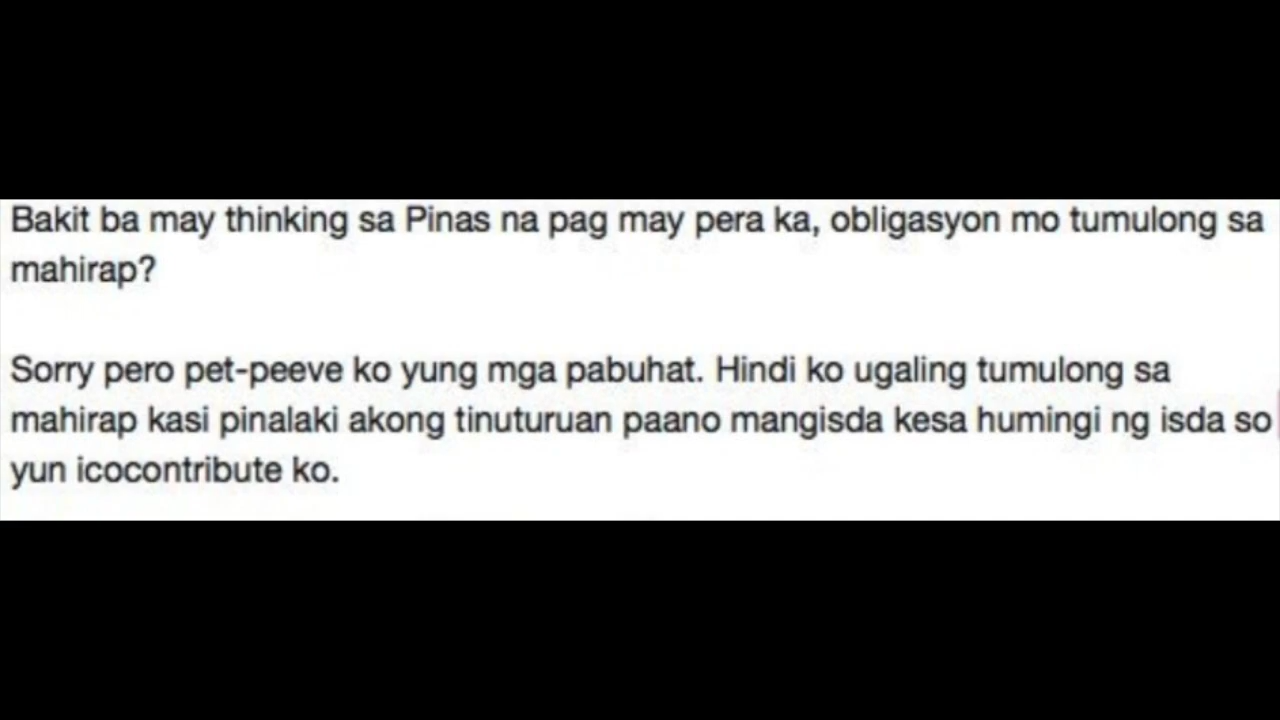 Bakit ba may thinking sa Pinas na pag may pera ka, obligasyon mo tumulong sa
mahirap?
Sorry pero pet-peeve ko yung mga pabuhat. Hindi ko ugaling tumulong sa
mahirap kasi pinalaki akong tinuturuan paano mangisda kesa humingi ng isda so
yun icocontribute ko.